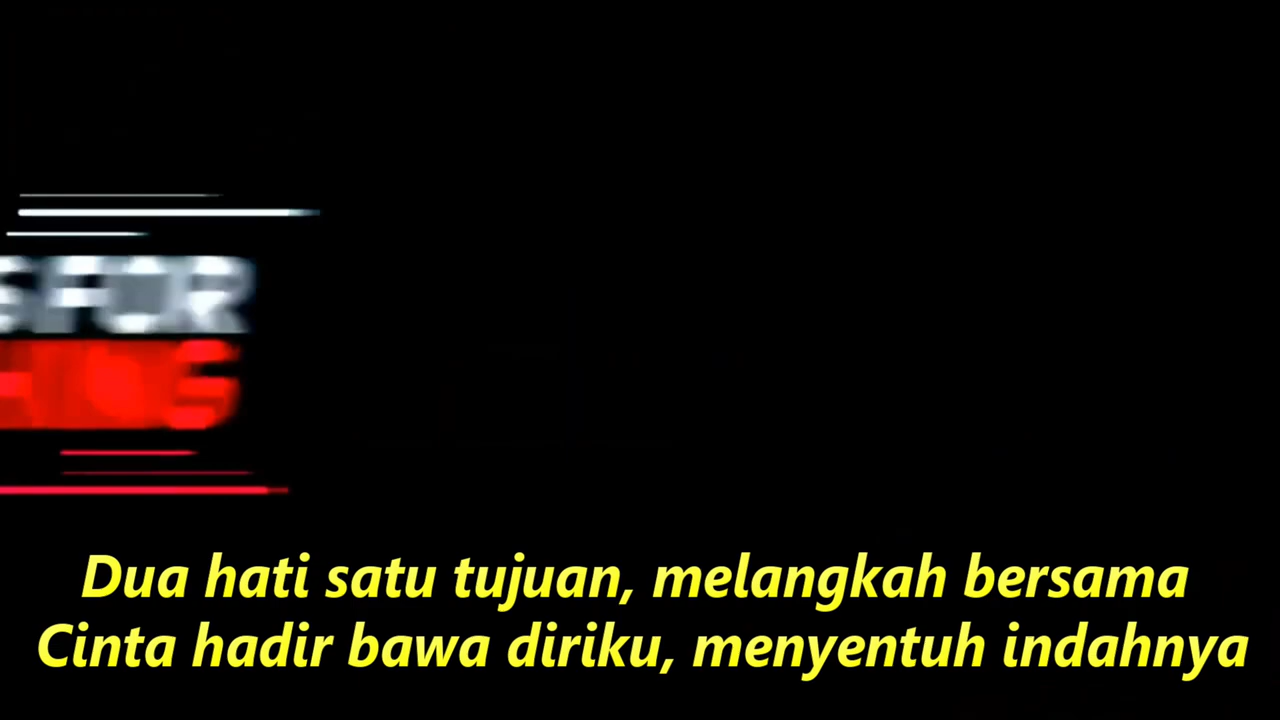 Dua hati satu tujuan, melangkah bersama
Cinta hadir bawa diriku, menyentuh indahnya